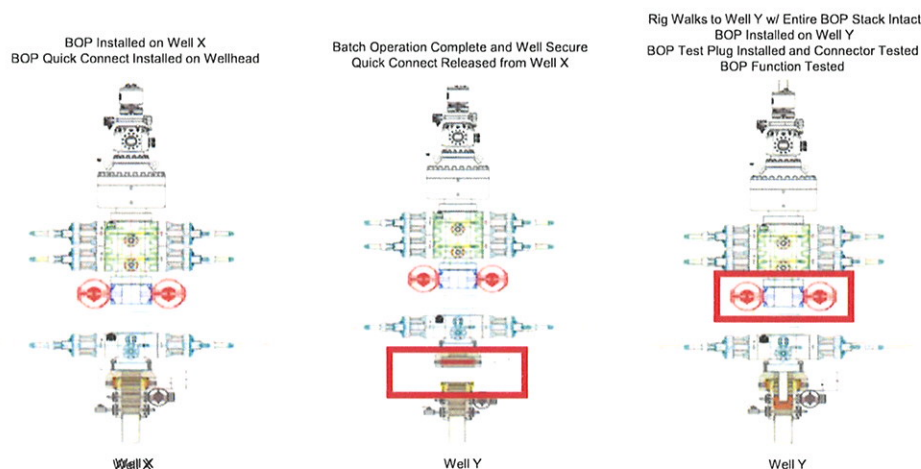 BOP Installed on Well X
BOP Quick Connect Installed on Wellhead
Batch Operation Complete and Well Secure
Quick Connect Released from Well X
Rig Walks to Well Y w/ Entire BOP Stack Intact
BOP Installed on Well Y
BOP Test Plug Installed and Connector Tested
BOP Function Tested
Well X
Well Y
Well Y